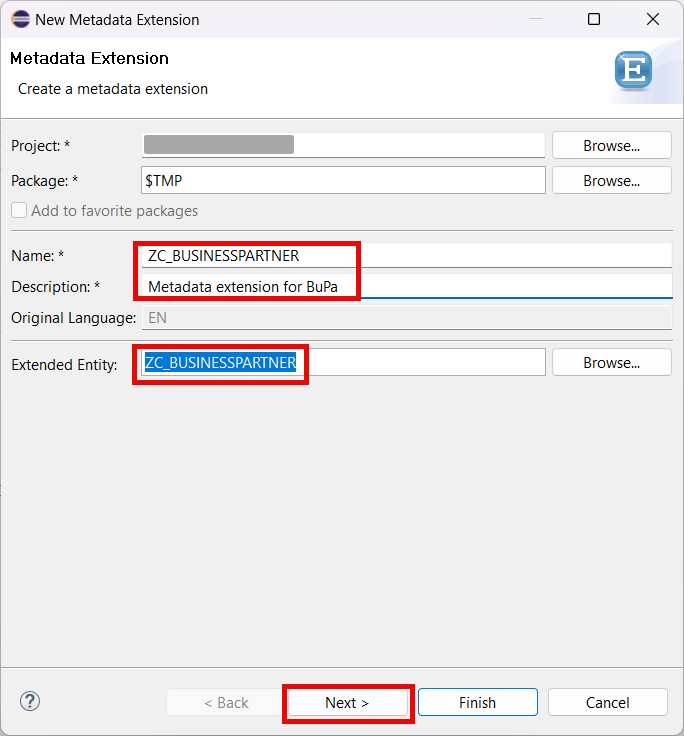 New Metadata Extension
Metadata Extension
Create a metadata extension
E
Project: *
Browse...
Package: * $TMP Browse...
Add to favorite packages
Name: * ZC_BUSINESSPARTNER
Description: * Metadata extension for BuPa
Original Language: EN
Extended Entity: ZC_BUSINESSPARTNER Browse...
? < Back Next > Finish Cancel